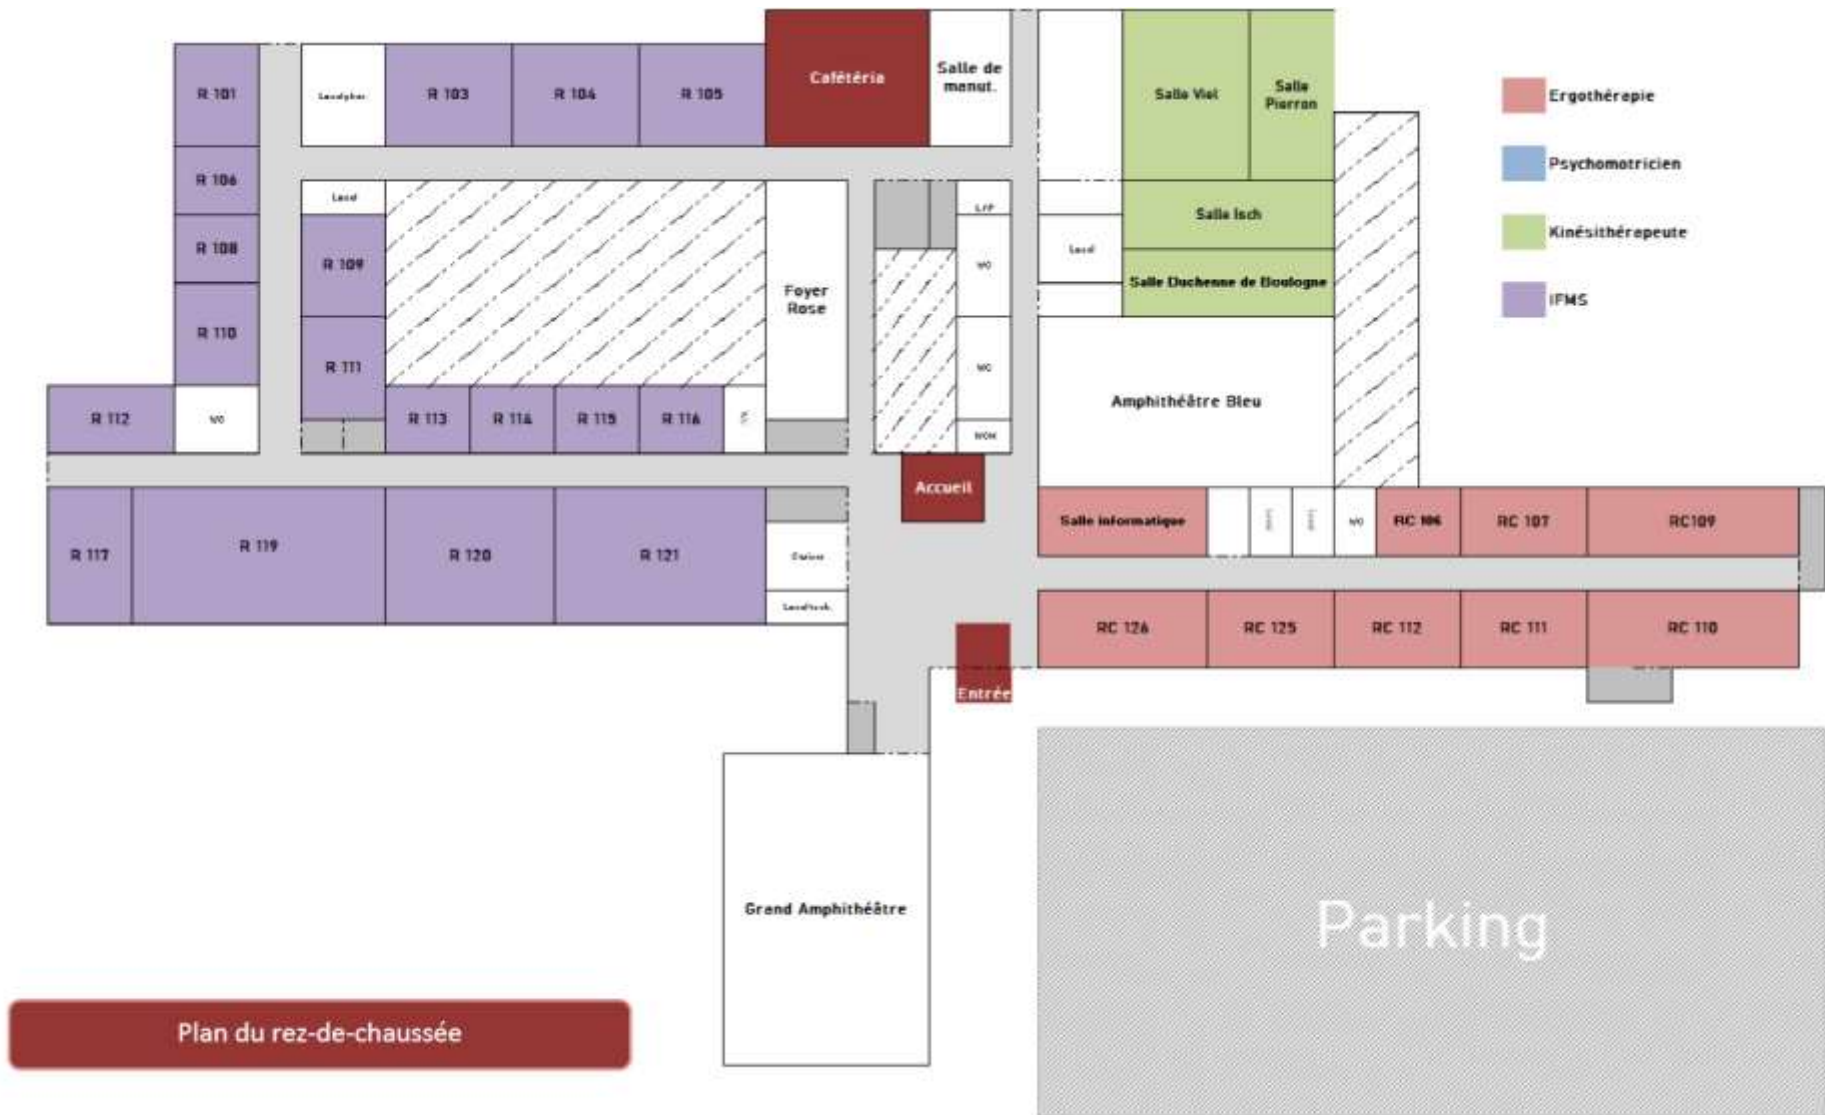 Cafétéria
Salle de
manut.
R 101
R 103
R 104
R 105
Salle Viel
Salle
Pierron
Ergothérapie
Psychomotricien
Kinésithérapeute
IFMS
R 106
Local
R 108
R 109
R 110
R 111
Foyer
Rose
WC
Local
Salle Isch
Salle Duchenne de Boulogne
R 112
WC
R 113
R 114
R 115
R 116
WC
Amphithéâtre Bleu
Accueil
R 117
R 119
R 120
R 121
Salle informatique
WC
RC 106
RC 107
RC109
RC 126
RC 125
RC 112
RC 111
RC 110
Entrée
Grand Amphithéâtre
Parking
Plan du rez-de-chaussée